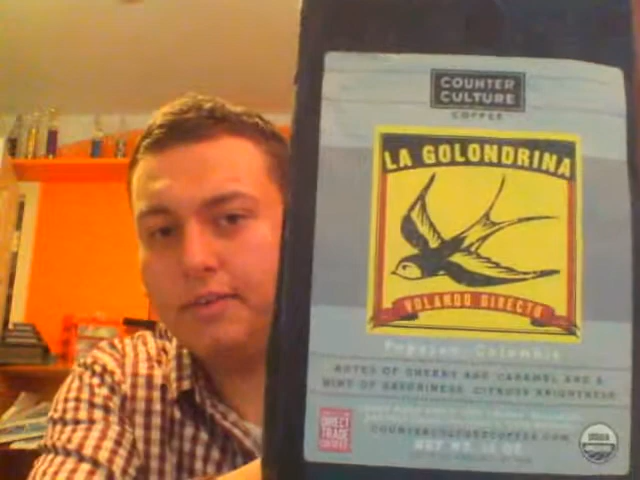 COUNTER
CULTURE
COFFEE
LA GOLONDRINA
VOLANDO DIRECTO
Popayan, Colombia
NOTES OF CHERRY AND CARAMEL AND A
HINT OF SAVORINESS. CITRUSY BRIGHTNESS.
DIRECT
TRADE
COUNTERCULTURECOFFEE.COM
NET WT. 12 OZ.
USDA
ORGANIC